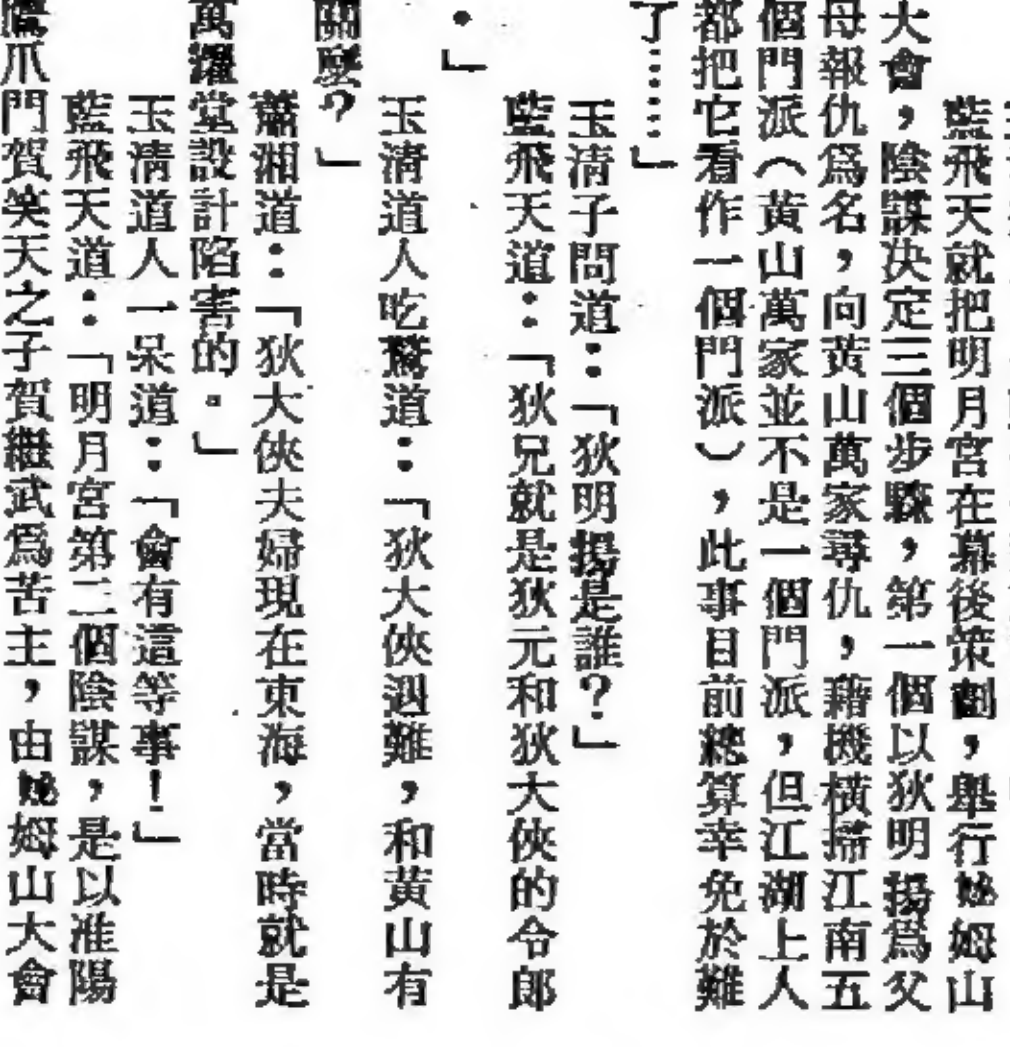 藍飛天就把明月宮在幕後策劃，舉行㚲姆山
大會，陰謀決定三個步驟，第一個以狄明揚爲父
母報仇爲名，向黃山萬家尋仇，藉機橫掃江南五
個門派（黃山萬家並不是一個門派，但江湖上人
都把它看作一個門派），此事目前總算幸免於難
了……」
玉清子問道：「狄明揚是誰？」
藍飛天道：「狄兄就是狄元和狄大俠的令郎
。」
玉清道人吃驚道：「狄大俠遇難，和黃山有
關麼？」
蕭湘道：「狄大俠夫婦現在東海，當時就是
萬耀堂設計陷害的。」
玉清道人一呆道：「會有這等事！」
藍飛天道：「明月宮第二個陰謀，是以淮陽
鷹爪門賀笑天之子賀繼武爲苦主，由姆山大會